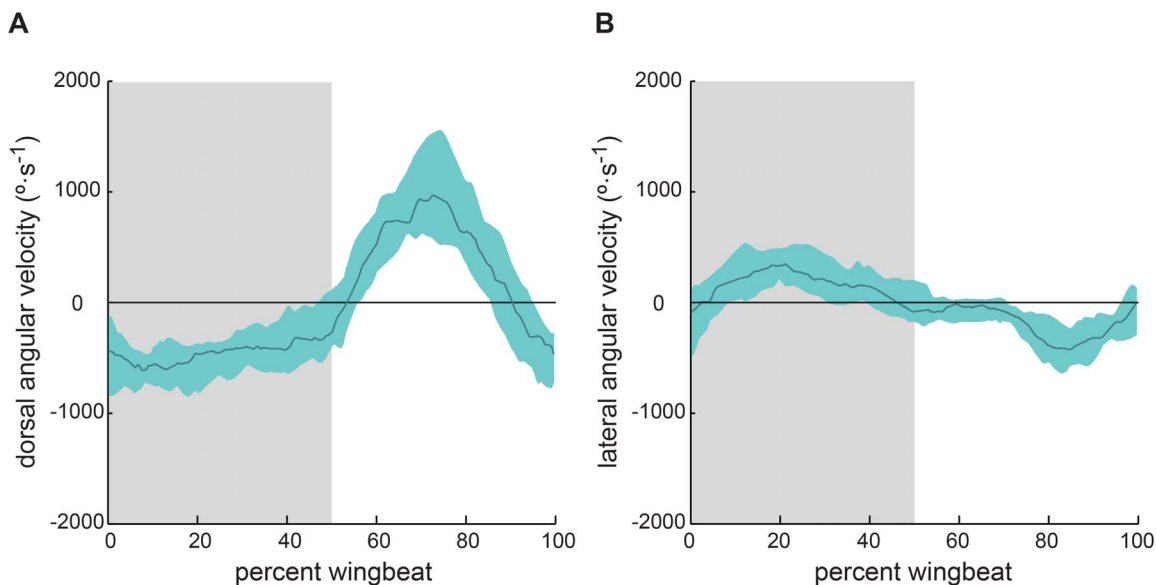 A
B
dorsal angular velocity (º·s⁻¹)
2000
1000
0
-1000
-2000
0 20 40 60 80 100
percent wingbeat
lateral angular velocity (º·s⁻¹)
2000
1000
0
-1000
-2000
0 20 40 60 80 100
percent wingbeat